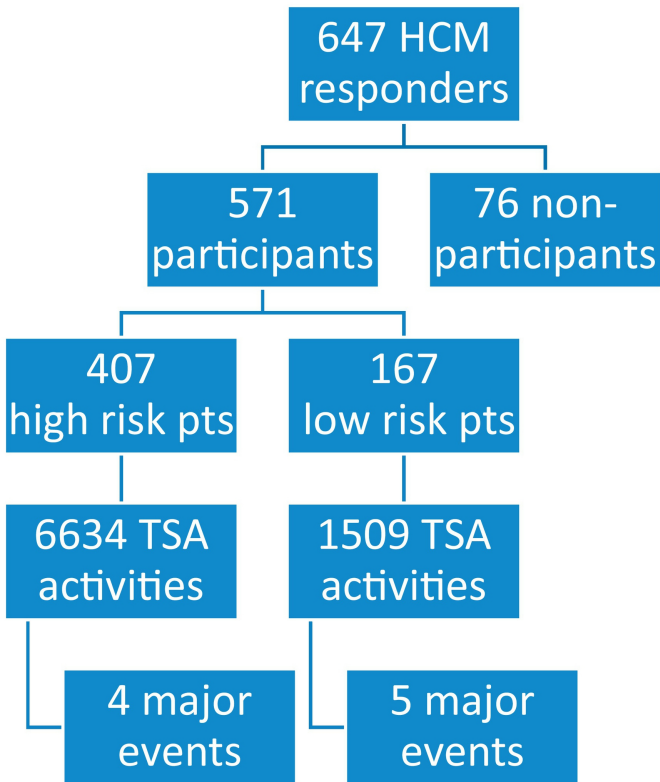 647 HCM
responders
571
participants
76 non-
participants
407
high risk pts
167
low risk pts
6634 TSA
activities
1509 TSA
activities
4 major
events
5 major
events